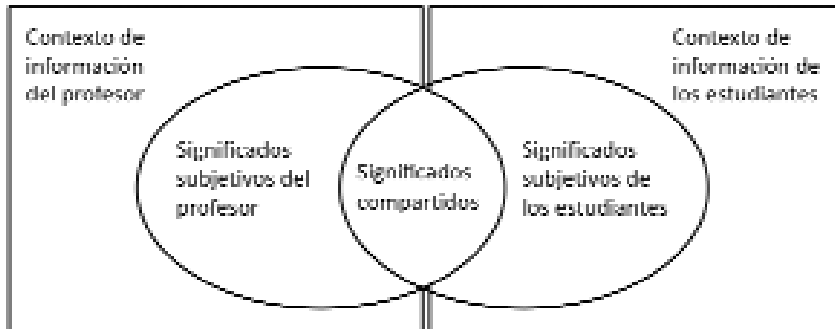 Contexto de
información
del profesor
Contexto de
información de
los estudiantes
Significados
subjetivos del
profesor
Significados
compartidos
Significados
subjetivos de
los estudiantes